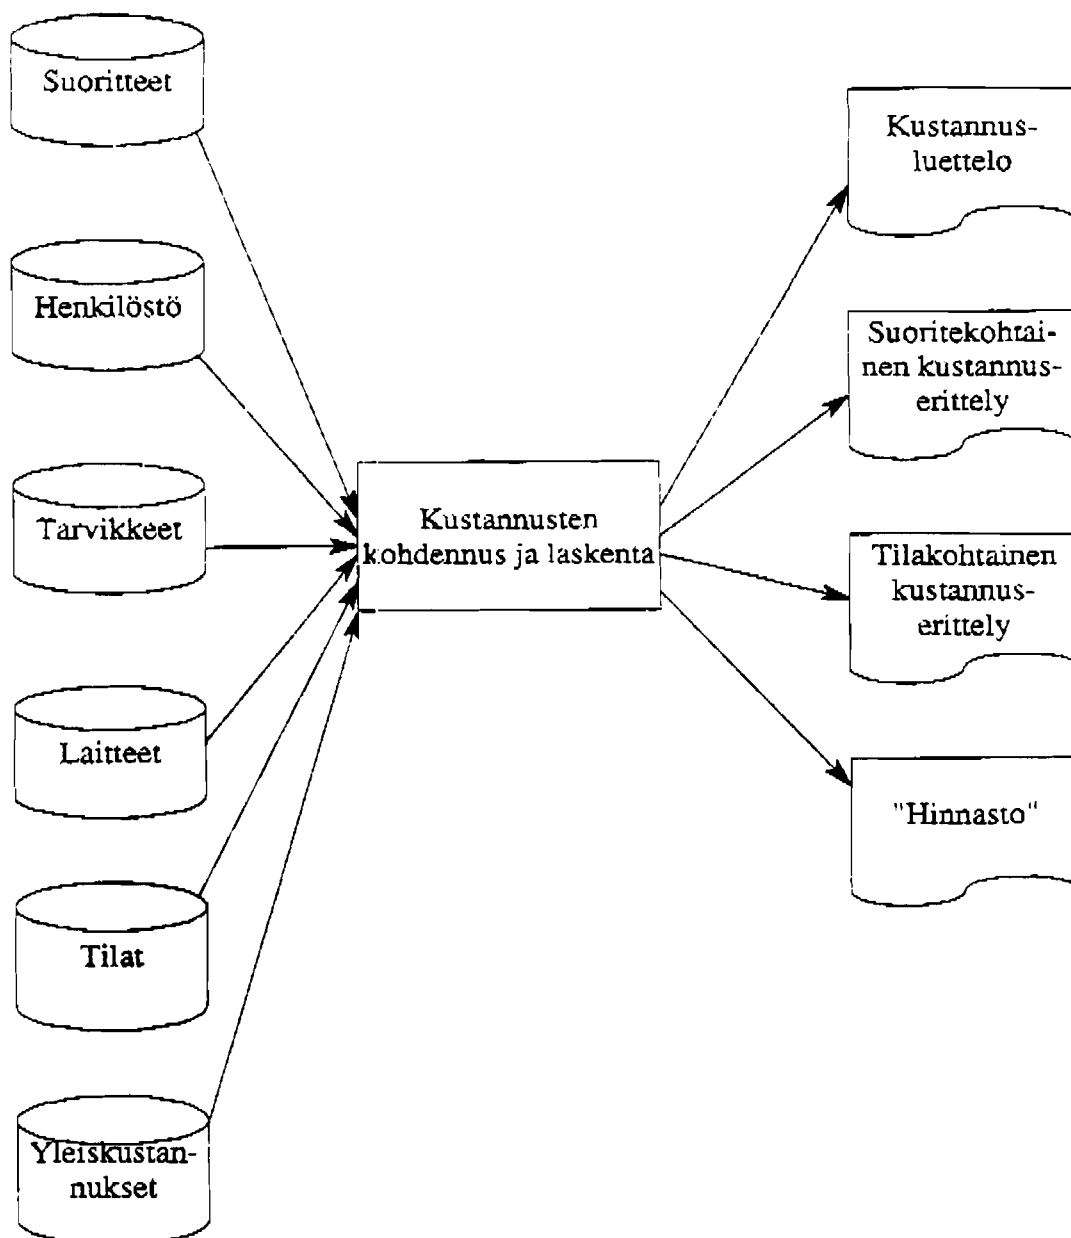 Suoritteet
Henkilöstö
Tarvikkeet
Laitteet
Tilat
Yleiskustan-
nukset
Kustannusten
kohdennus ja laskenta
Kustannus-
luettelo
Suoritekohtai-
nen kustannus-
erittely
Tilakohtainen
kustannus-
erittely
"Hinnasto"